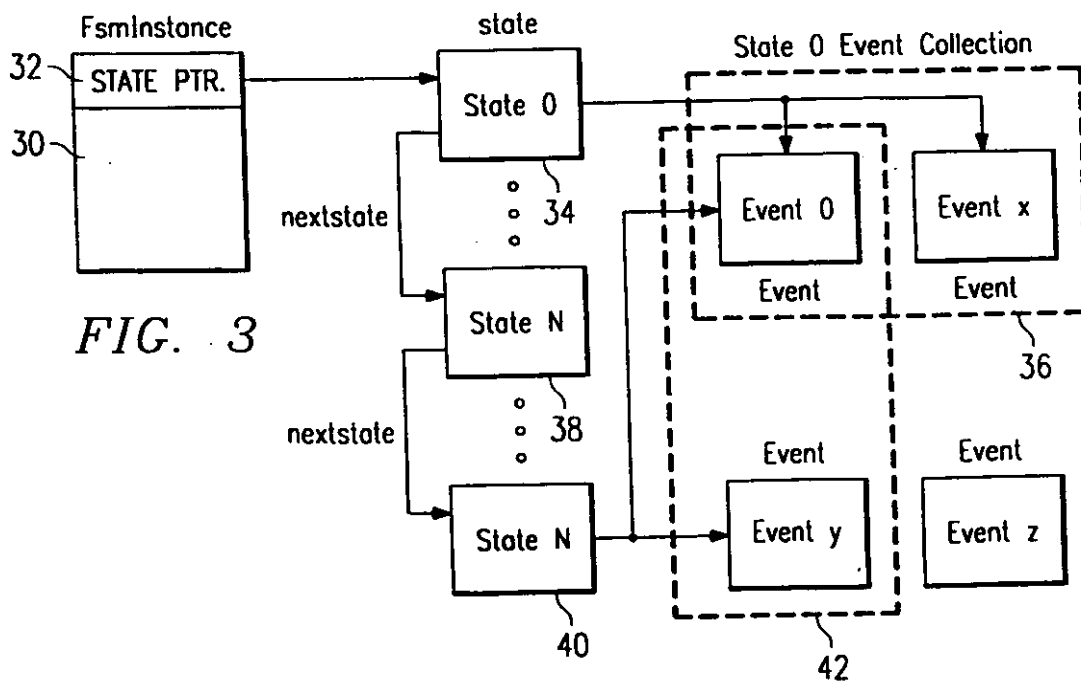 FsmInstance
32
STATE PTR.
30
FIG. 3
state
State 0
34
nextstate
State N
38
nextstate
State N
40
State 0 Event Collection
Event 0
Event
Event x
Event
36
Event
Event y
Event
Event z
42